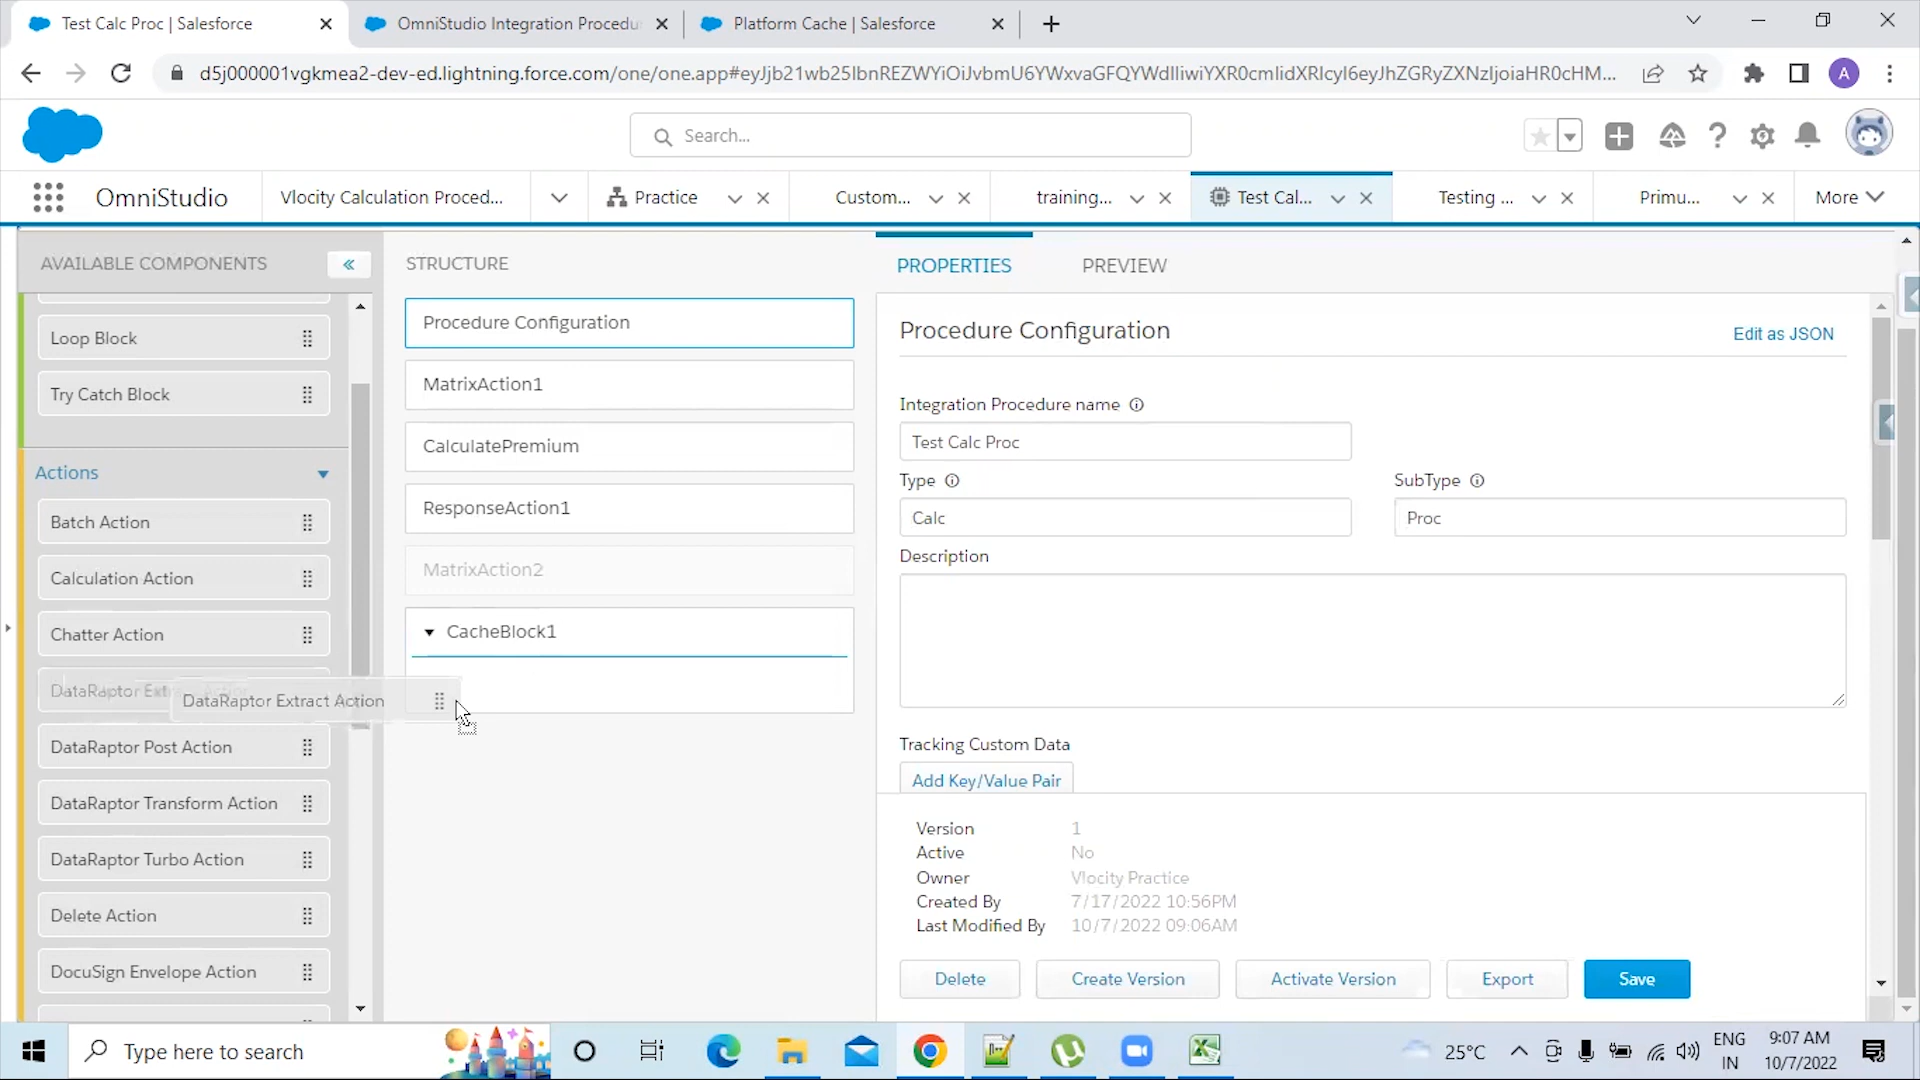 Test Calc Proc | Salesforce
OmniStudio Integration Procedu
Platform Cache | Salesforce
d5j000001vgkmea2-dev-ed.lightning.force.com/one/one.app#eyJjb21wb25lbnREZWYiOiJvbmU6YWxvaGFQYWdlIiwiYXR0cmlidXRlcyI6eyJhZGRyZXNzIjoiaHR0cHM...
A
Search...
OmniStudio
Vlocity Calculation Proced...
Practice
Custom...
training...
Test Cal...
Testing ...
Primu...
More
AVAILABLE COMPONENTS
Loop Block
Try Catch Block
Actions
Batch Action
Calculation Action
Chatter Action
DataRaptor Extract Action
DataRaptor Post Action
DataRaptor Transform Action
DataRaptor Turbo Action
Delete Action
DocuSign Envelope Action
STRUCTURE
Procedure Configuration
MatrixAction1
CalculatePremium
ResponseAction1
MatrixAction2
CacheBlock1
PROPERTIES
PREVIEW
Procedure Configuration
Edit as JSON
Integration Procedure name
Test Calc Proc
Type
SubType
Calc
Proc
Description
Tracking Custom Data
Add Key/Value Pair
Version 1
Active No
Owner Vlocity Practice
Created By 7/17/2022 10:56PM
Last Modified By 10/7/2022 09:06AM
Delete
Create Version
Activate Version
Export
Save
Type here to search
25°C
ENG
IN
9:07 AM
10/7/2022